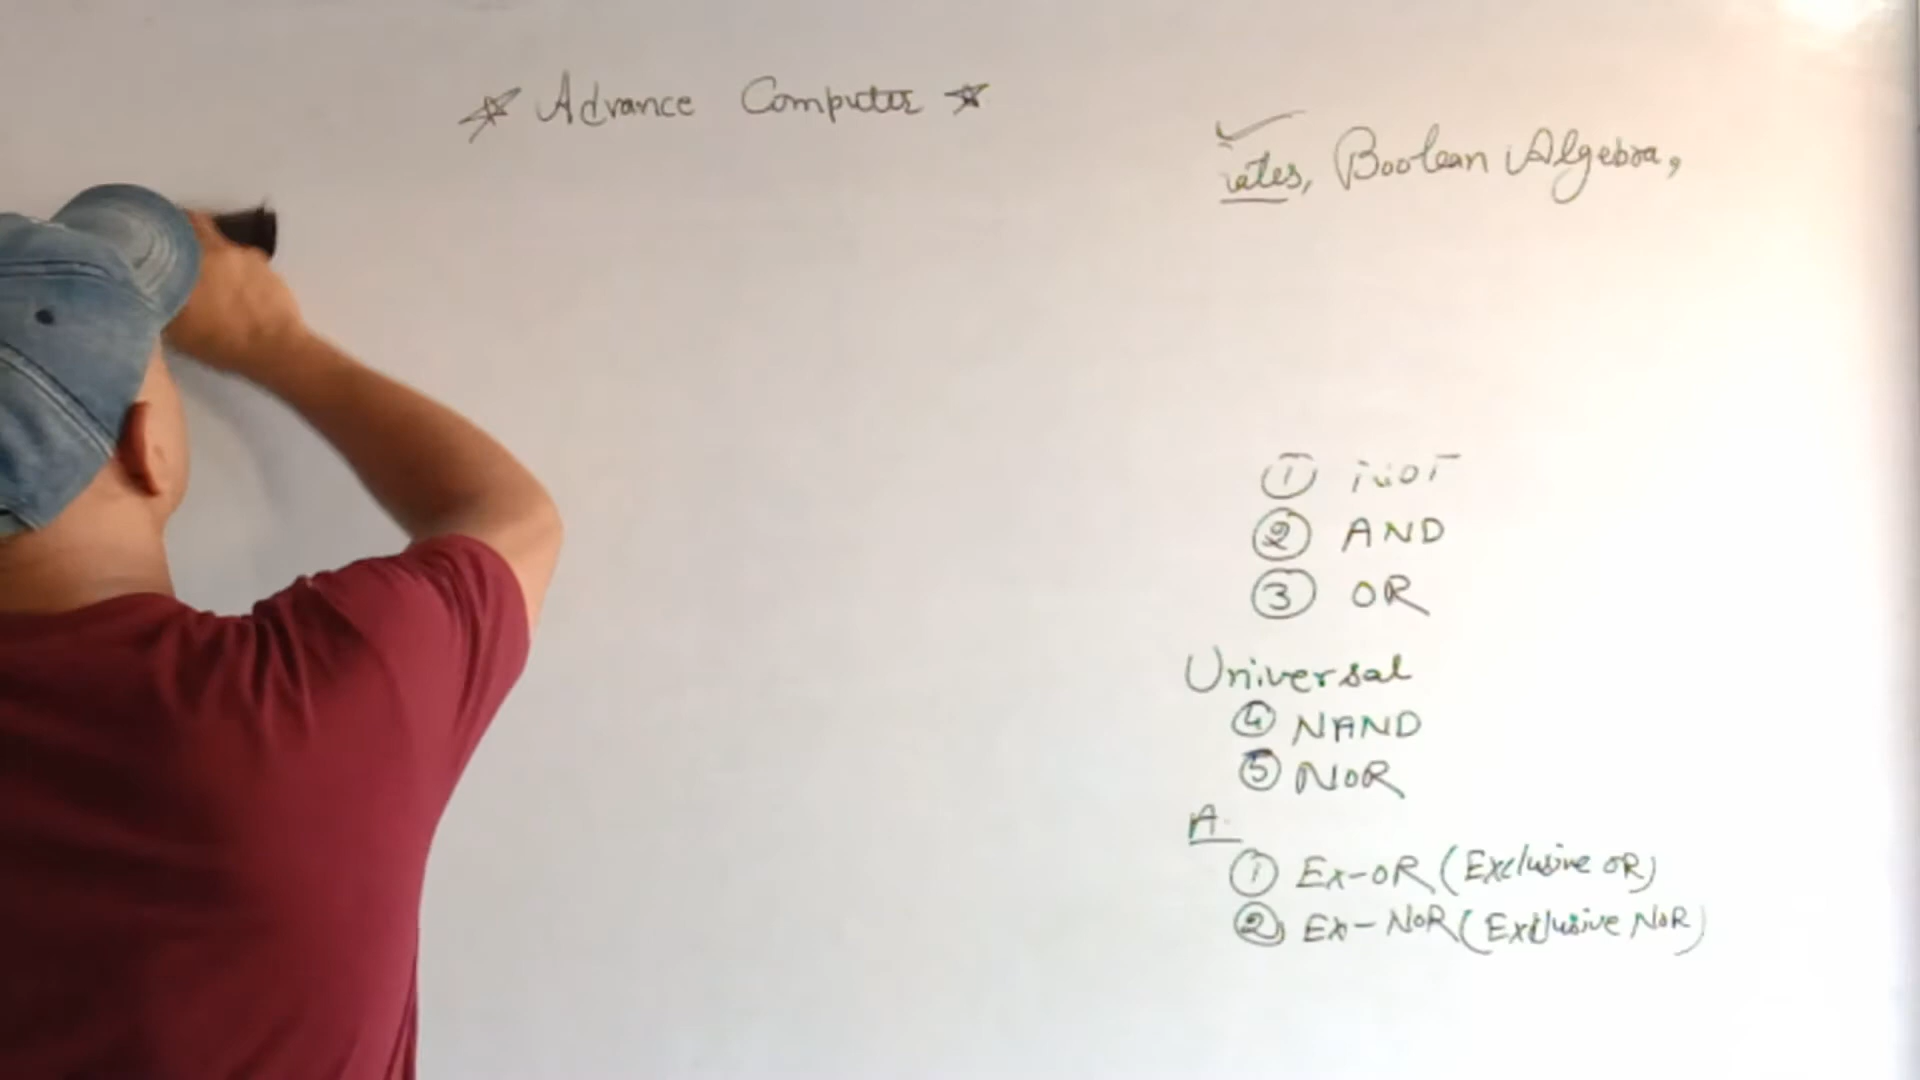 Advance Computer
ates, Boolean Algebra,
① NOT
② AND
③ OR
Universal
④ NAND
⑤ NOR
A.
① Ex-OR (Exclusive OR)
② Ex-NOR (Exclusive NOR)